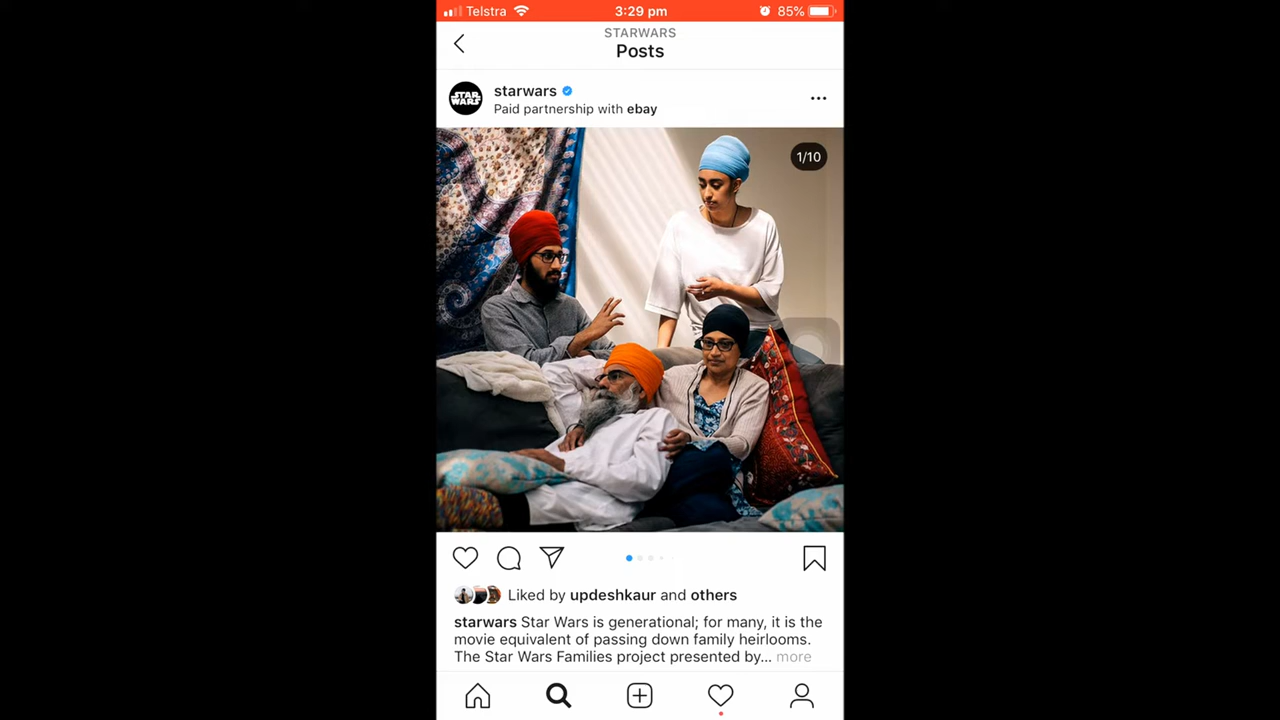 Telstra 3:29 pm 85%
STARWARS
Posts
STAR WARS
starwars
Paid partnership with ebay
1/10
Liked by updeshkaur and others
starwars Star Wars is generational; for many, it is the
movie equivalent of passing down family heirlooms.
The Star Wars Families project presented by... more